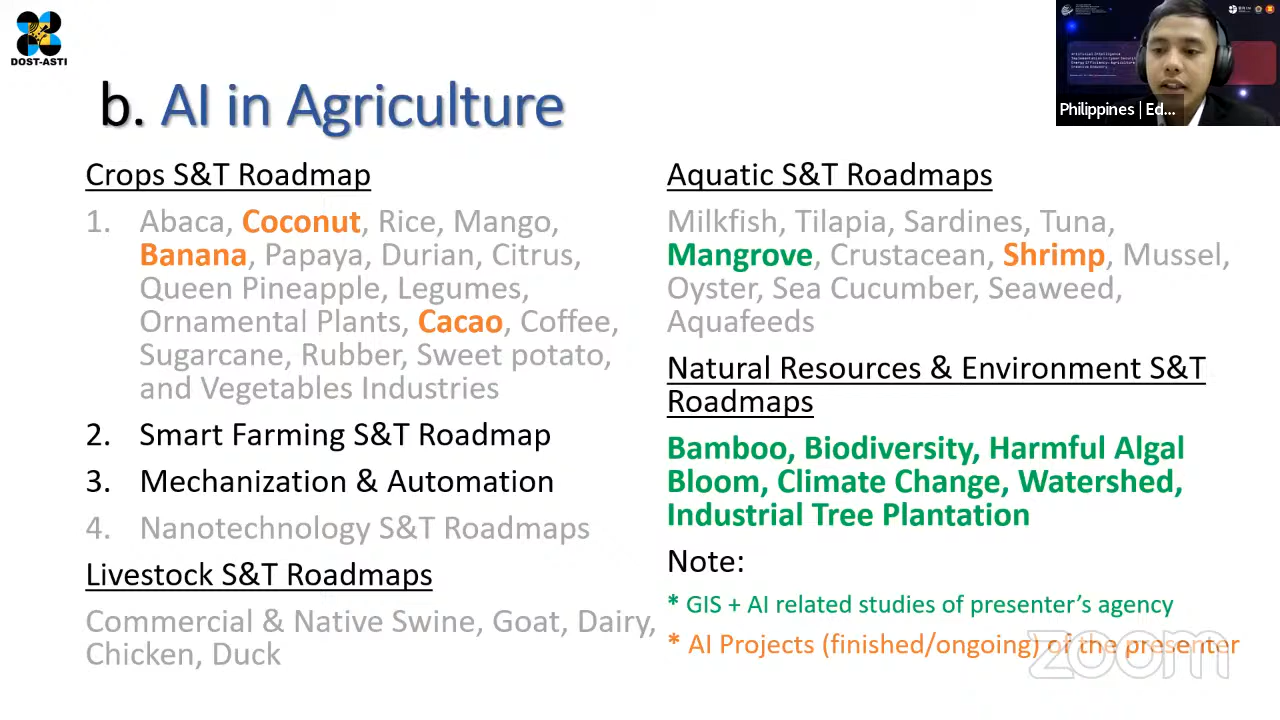 DOST-ASTI
b. AI in Agriculture
Crops S&T Roadmap
1. Abaca, Coconut, Rice, Mango,
Banana, Papaya, Durian, Citrus,
Queen Pineapple, Legumes,
Ornamental Plants, Cacao, Coffee,
Sugarcane, Rubber, Sweet potato,
and Vegetables Industries
2. Smart Farming S&T Roadmap
3. Mechanization & Automation
4. Nanotechnology S&T Roadmaps
Livestock S&T Roadmaps
Commercial & Native Swine, Goat, Dairy,
Chicken, Duck
Aquatic S&T Roadmaps
Milkfish, Tilapia, Sardines, Tuna,
Mangrove, Crustacean, Shrimp, Mussel,
Oyster, Sea Cucumber, Seaweed,
Aquafeeds
Natural Resources & Environment S&T
Roadmaps
Bamboo, Biodiversity, Harmful Algal
Bloom, Climate Change, Watershed,
Industrial Tree Plantation
Note:
* GIS + AI related studies of presenter's agency
* AI Projects (finished/ongoing) of the presenter
zoom
Philippines | Ed...